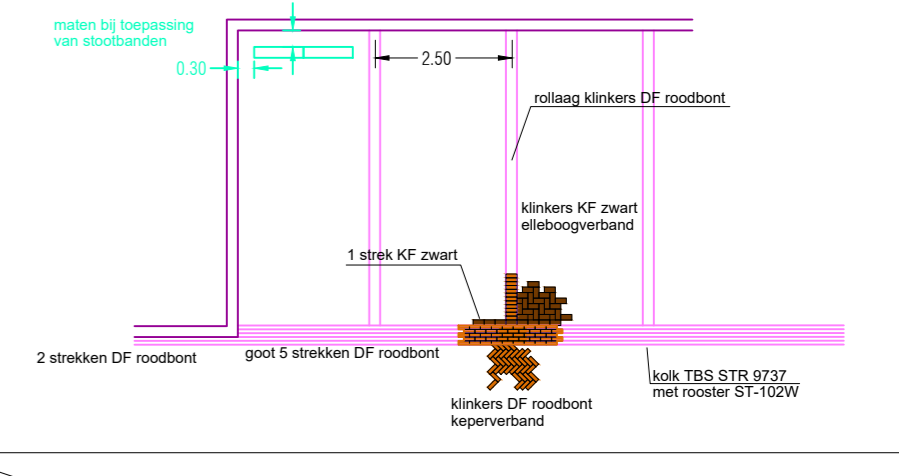 maten bij toepassing
van stootbanden
0.30
2.50
rollaag klinkers DF roodbont
klinkers KF zwart
elleboogverband
1 strek KF zwart
2 strekken DF roodbont
goot 5 strekken DF roodbont
kolk TBS STR 9737
met rooster ST-102W
klinkers DF roodbont
keperverband